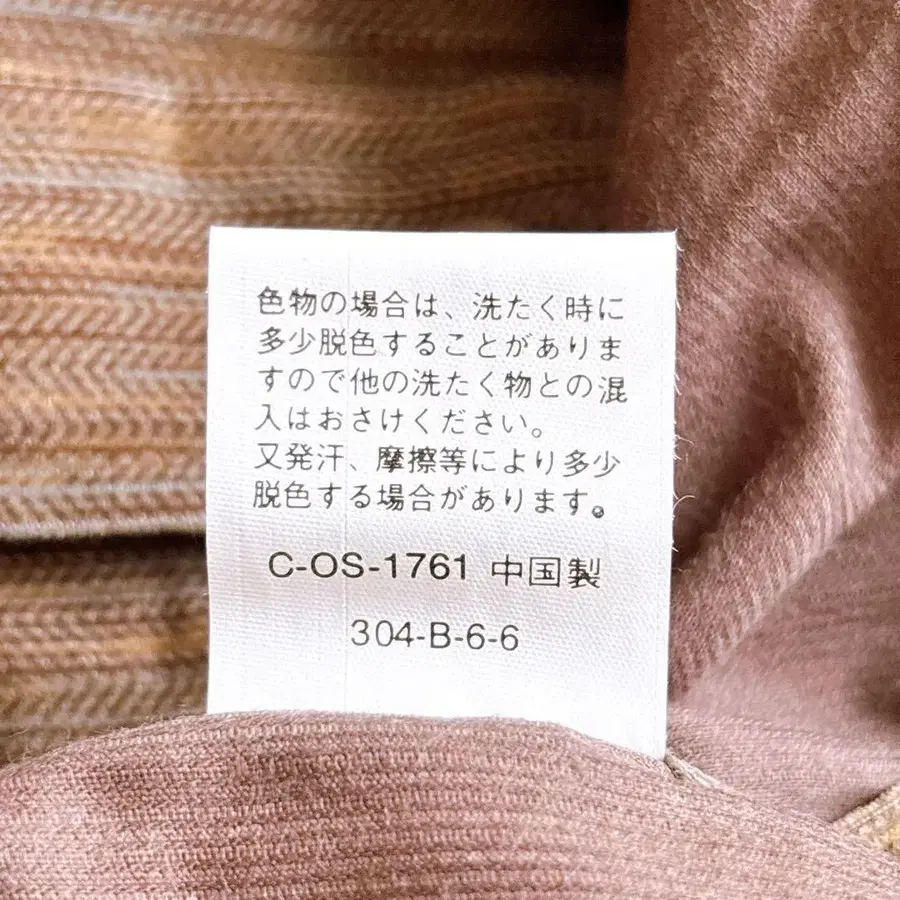 色物の場合は、洗たく時に
多少脱色することがありま
すので他の洗たく物との混
入はおさけください。
又発汗、摩擦等により多少
脱色する場合があります。
C-OS-1761 中国製
304-B-6-6